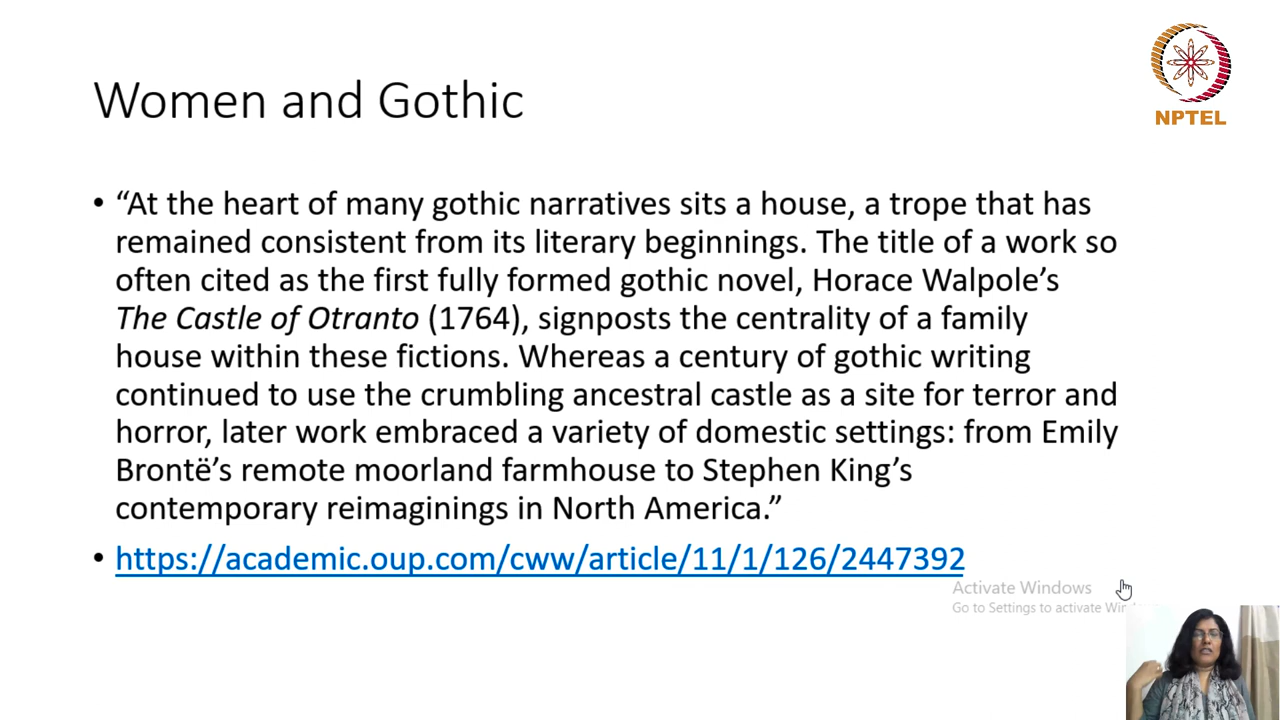 NPTEL
Women and Gothic
• “At the heart of many gothic narratives sits a house, a trope that has
remained consistent from its literary beginnings. The title of a work so
often cited as the first fully formed gothic novel, Horace Walpole’s
The Castle of Otranto (1764), signposts the centrality of a family
house within these fictions. Whereas a century of gothic writing
continued to use the crumbling ancestral castle as a site for terror and
horror, later work embraced a variety of domestic settings: from Emily
Brontë’s remote moorland farmhouse to Stephen King’s
contemporary reimaginings in North America.”
• https://academic.oup.com/cww/article/11/1/126/2447392
Activate Windows
Go to Settings to activate